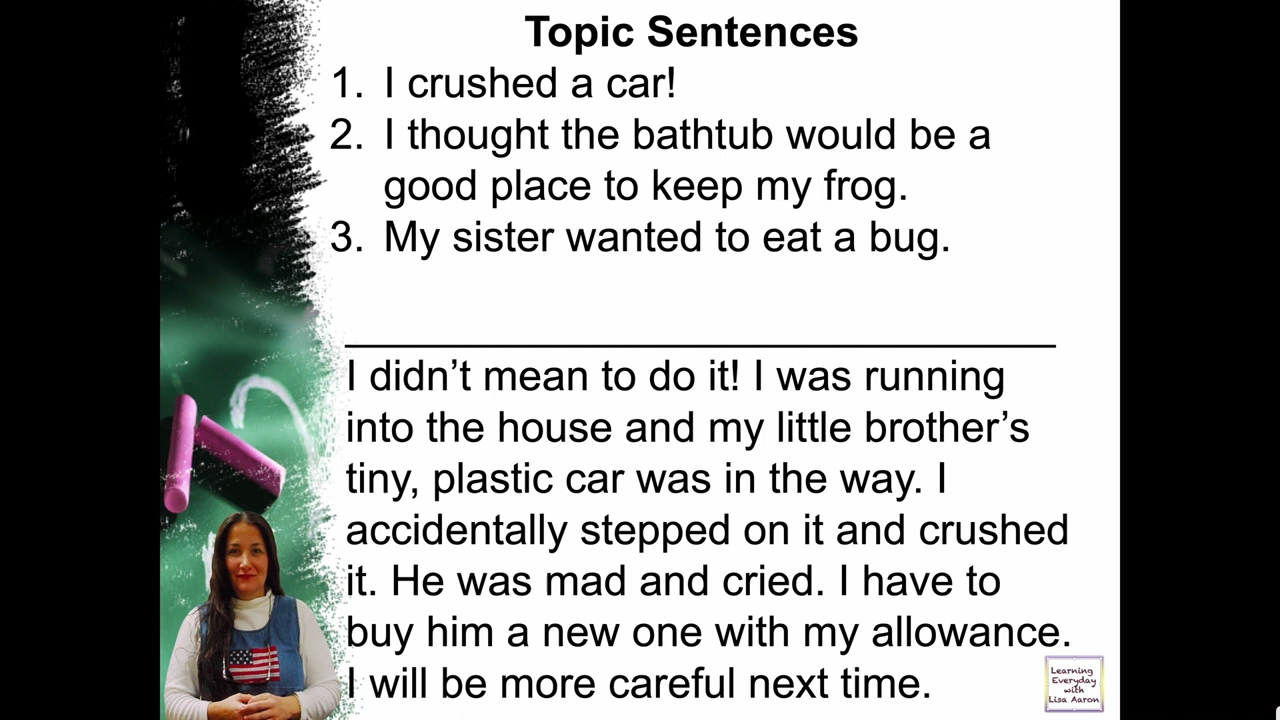 Topic Sentences
1. I crushed a car!
2. I thought the bathtub would be a
good place to keep my frog.
3. My sister wanted to eat a bug.
I didn’t mean to do it! I was running
into the house and my little brother’s
tiny, plastic car was in the way. I
accidentally stepped on it and crushed
it. He was mad and cried. I have to
buy him a new one with my allowance.
I will be more careful next time.
Learning
Everyday
with
Lisa Aaron